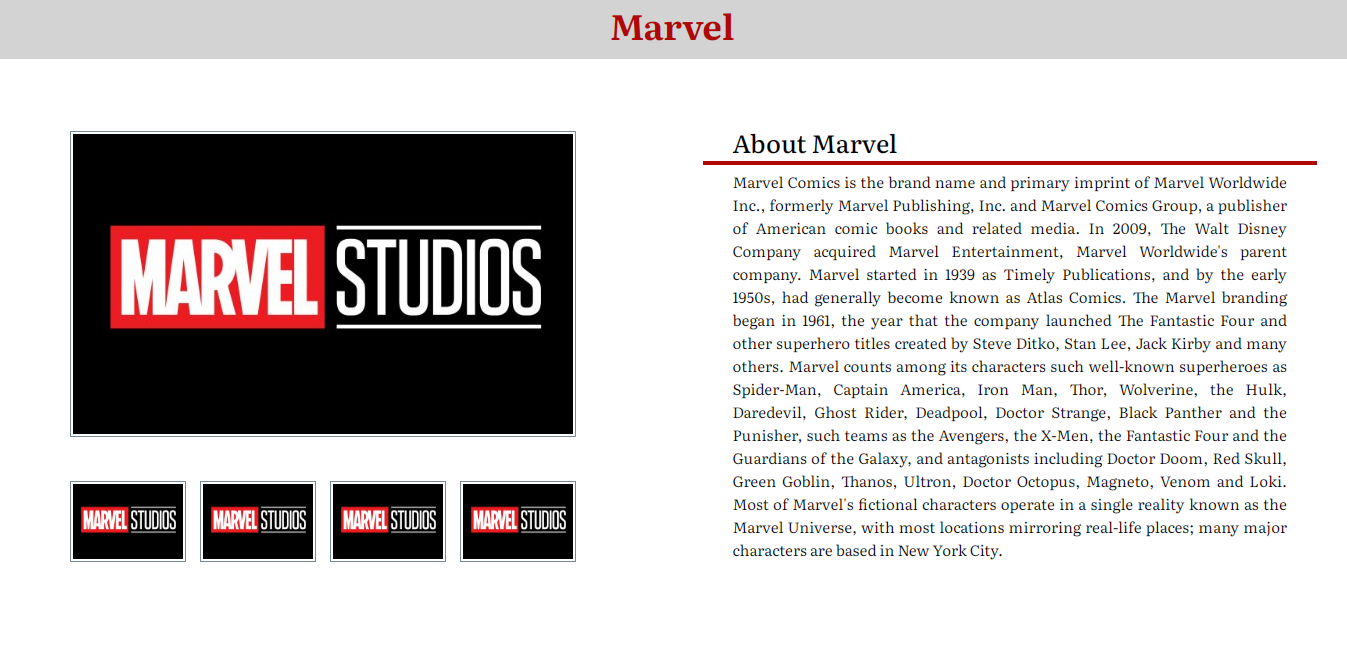 Marvel
MARVEL STUDIOS
MARVEL STUDIOS
MARVEL STUDIOS
MARVEL STUDIOS
MARVEL STUDIOS
About Marvel
Marvel Comics is the brand name and primary imprint of Marvel Worldwide
Inc., formerly Marvel Publishing, Inc. and Marvel Comics Group, a publisher
of American comic books and related media. In 2009, The Walt Disney
Company acquired Marvel Entertainment, Marvel Worldwide's parent
company. Marvel started in 1939 as Timely Publications, and by the early
1950s, had generally become known as Atlas Comics. The Marvel branding
began in 1961, the year that the company launched The Fantastic Four and
other superhero titles created by Steve Ditko, Stan Lee, Jack Kirby and many
others. Marvel counts among its characters such well-known superheroes as
Spider-Man, Captain America, Iron Man, Thor, Wolverine, the Hulk,
Daredevil, Ghost Rider, Deadpool, Doctor Strange, Black Panther and the
Punisher, such teams as the Avengers, the X-Men, the Fantastic Four and the
Guardians of the Galaxy, and antagonists including Doctor Doom, Red Skull,
Green Goblin, Thanos, Ultron, Doctor Octopus, Magneto, Venom and Loki.
Most of Marvel's fictional characters operate in a single reality known as the
Marvel Universe, with most locations mirroring real-life places; many major
characters are based in New York City.